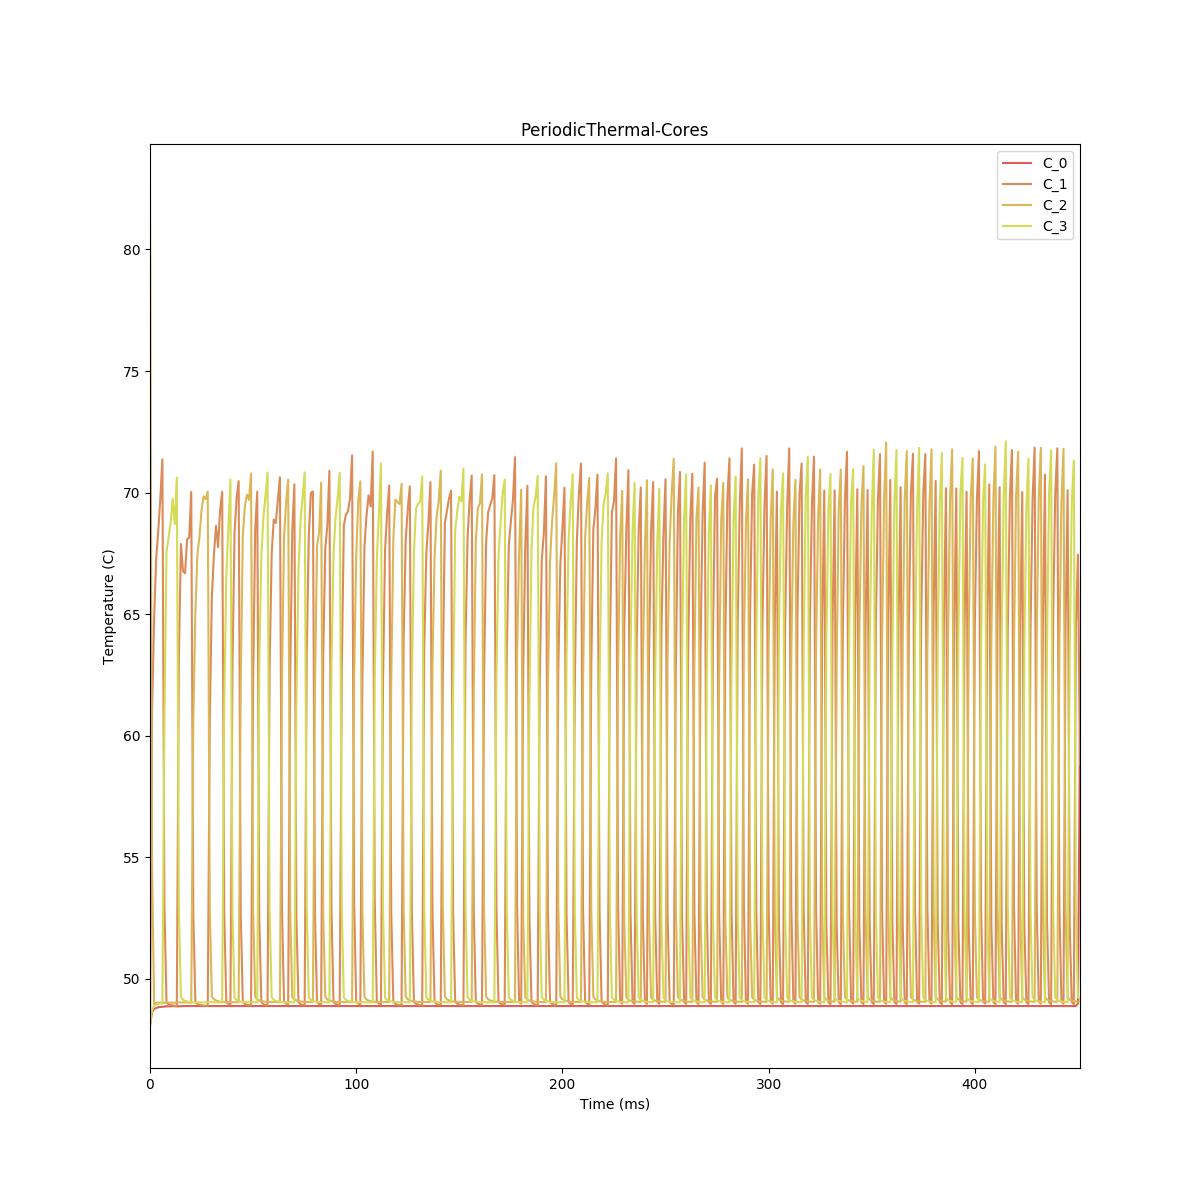 PeriodicThermal-Cores
C_0
C_1
C_2
C_3
80
75
70
65
60
55
50
Temperature (C)
0 100 200 300 400
Time (ms)